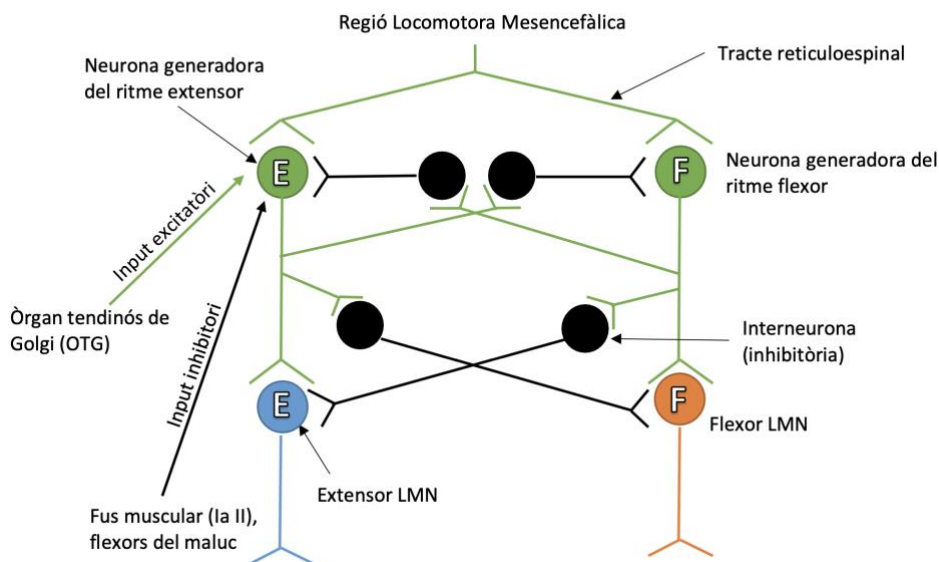 Regió Locomotora Mesencefàlica
Neurona generadora
del ritme extensor
Tracte reticuloespinal
E
F
Neurona generadora del
ritme flexor
Input excitatòri
Òrgan tendinós de
Golgi (OTG)
Input inhibitori
Interneurona
(inhibitòria)
E
F
Flexor LMN
Extensor LMN
Fus muscular (Ia II),
flexors del maluc